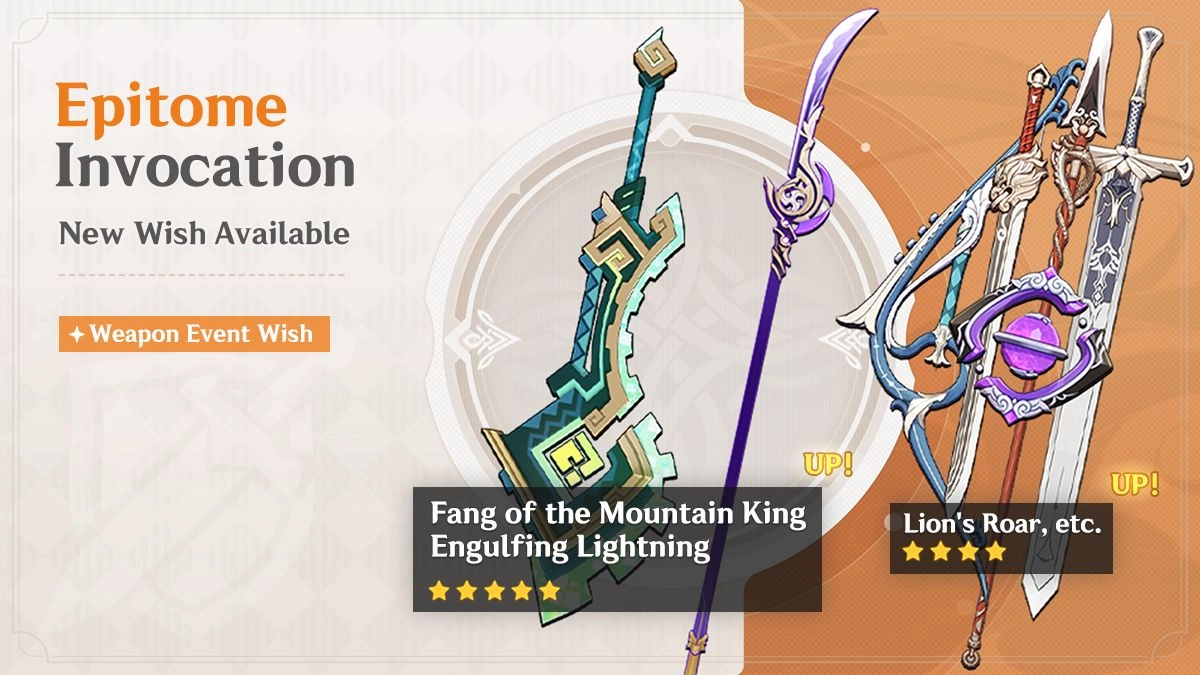 Epitome
Invocation
New Wish Available
Weapon Event Wish
UP!
Fang of the Mountain King
Engulfing Lightning
UP!
Lion's Roar, etc.